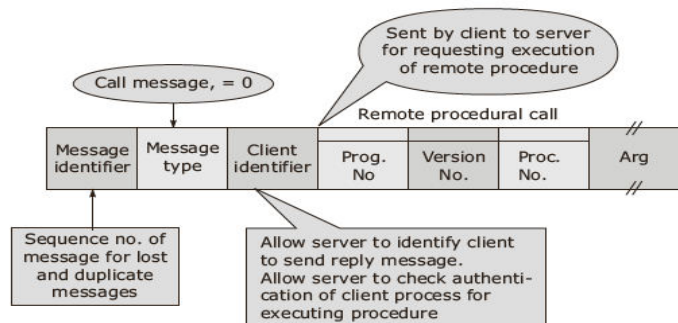 Sent by client to server
for requesting execution
of remote procedure
Call message, = 0
Remote procedural call
Message
identifier
Message
type
Client
identifier
Prog.
No
Version
No.
Proc.
No.
Arg
Sequence no. of
message for lost
and duplicate
messages
Allow server to identify client
to send reply message.
Allow server to check authenti-
cation of client process for
executing procedure